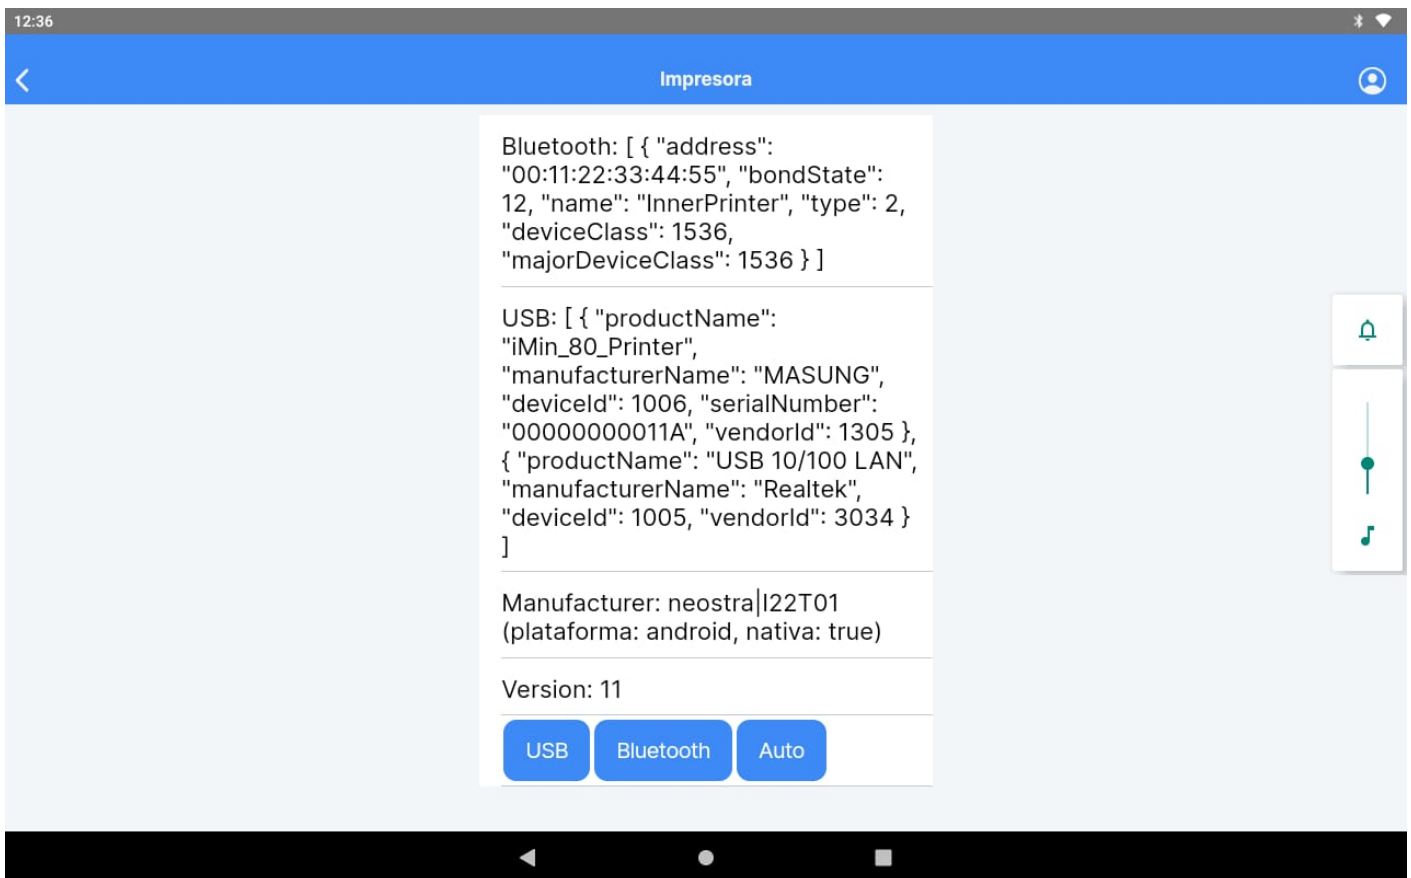 12:36
Impresora
Bluetooth: [ { "address":
"00:11:22:33:44:55", "bondState":
12, "name": "InnerPrinter", "type": 2,
"deviceClass": 1536,
"majorDeviceClass": 1536 } ]
USB: [ { "productName":
"iMin_80_Printer",
"manufacturerName": "MASUNG",
"deviceId": 1006, "serialNumber":
"00000000011A", "vendorId": 1305 },
{ "productName": "USB 10/100 LAN",
"manufacturerName": "Realtek",
"deviceId": 1005, "vendorId": 3034 }
]
Manufacturer: neostra|I22T01
(plataforma: android, nativa: true)
Version: 11
USB Bluetooth Auto